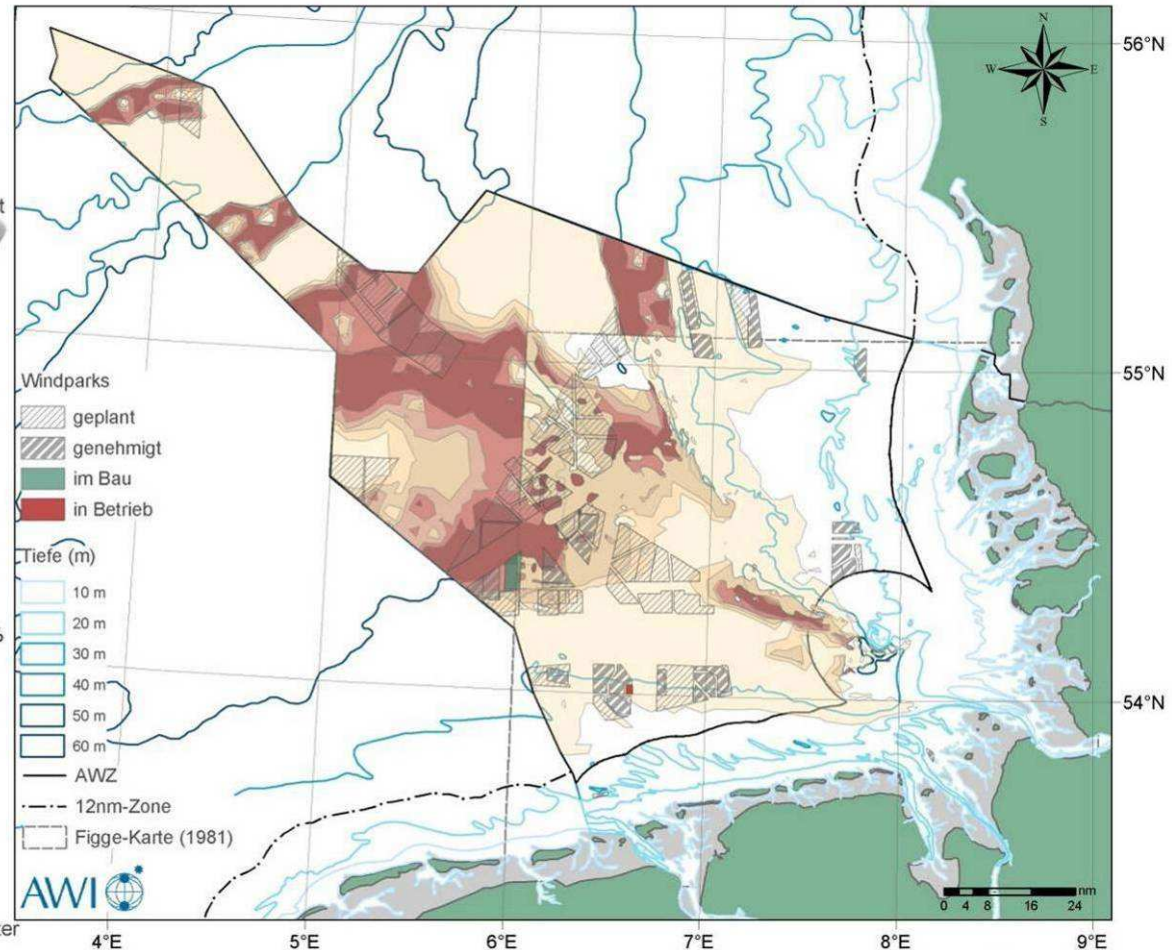 N
W E
S
56°N
55°N
54°N
Windparks
geplant
genehmigt
im Bau
in Betrieb
Tiefe (m)
10 m
20 m
30 m
40 m
50 m
60 m
AWZ
12nm-Zone
Figge-Karte (1981)
AWI
nm
0 4 8 16 24
4°E 5°E 6°E 7°E 8°E 9°E